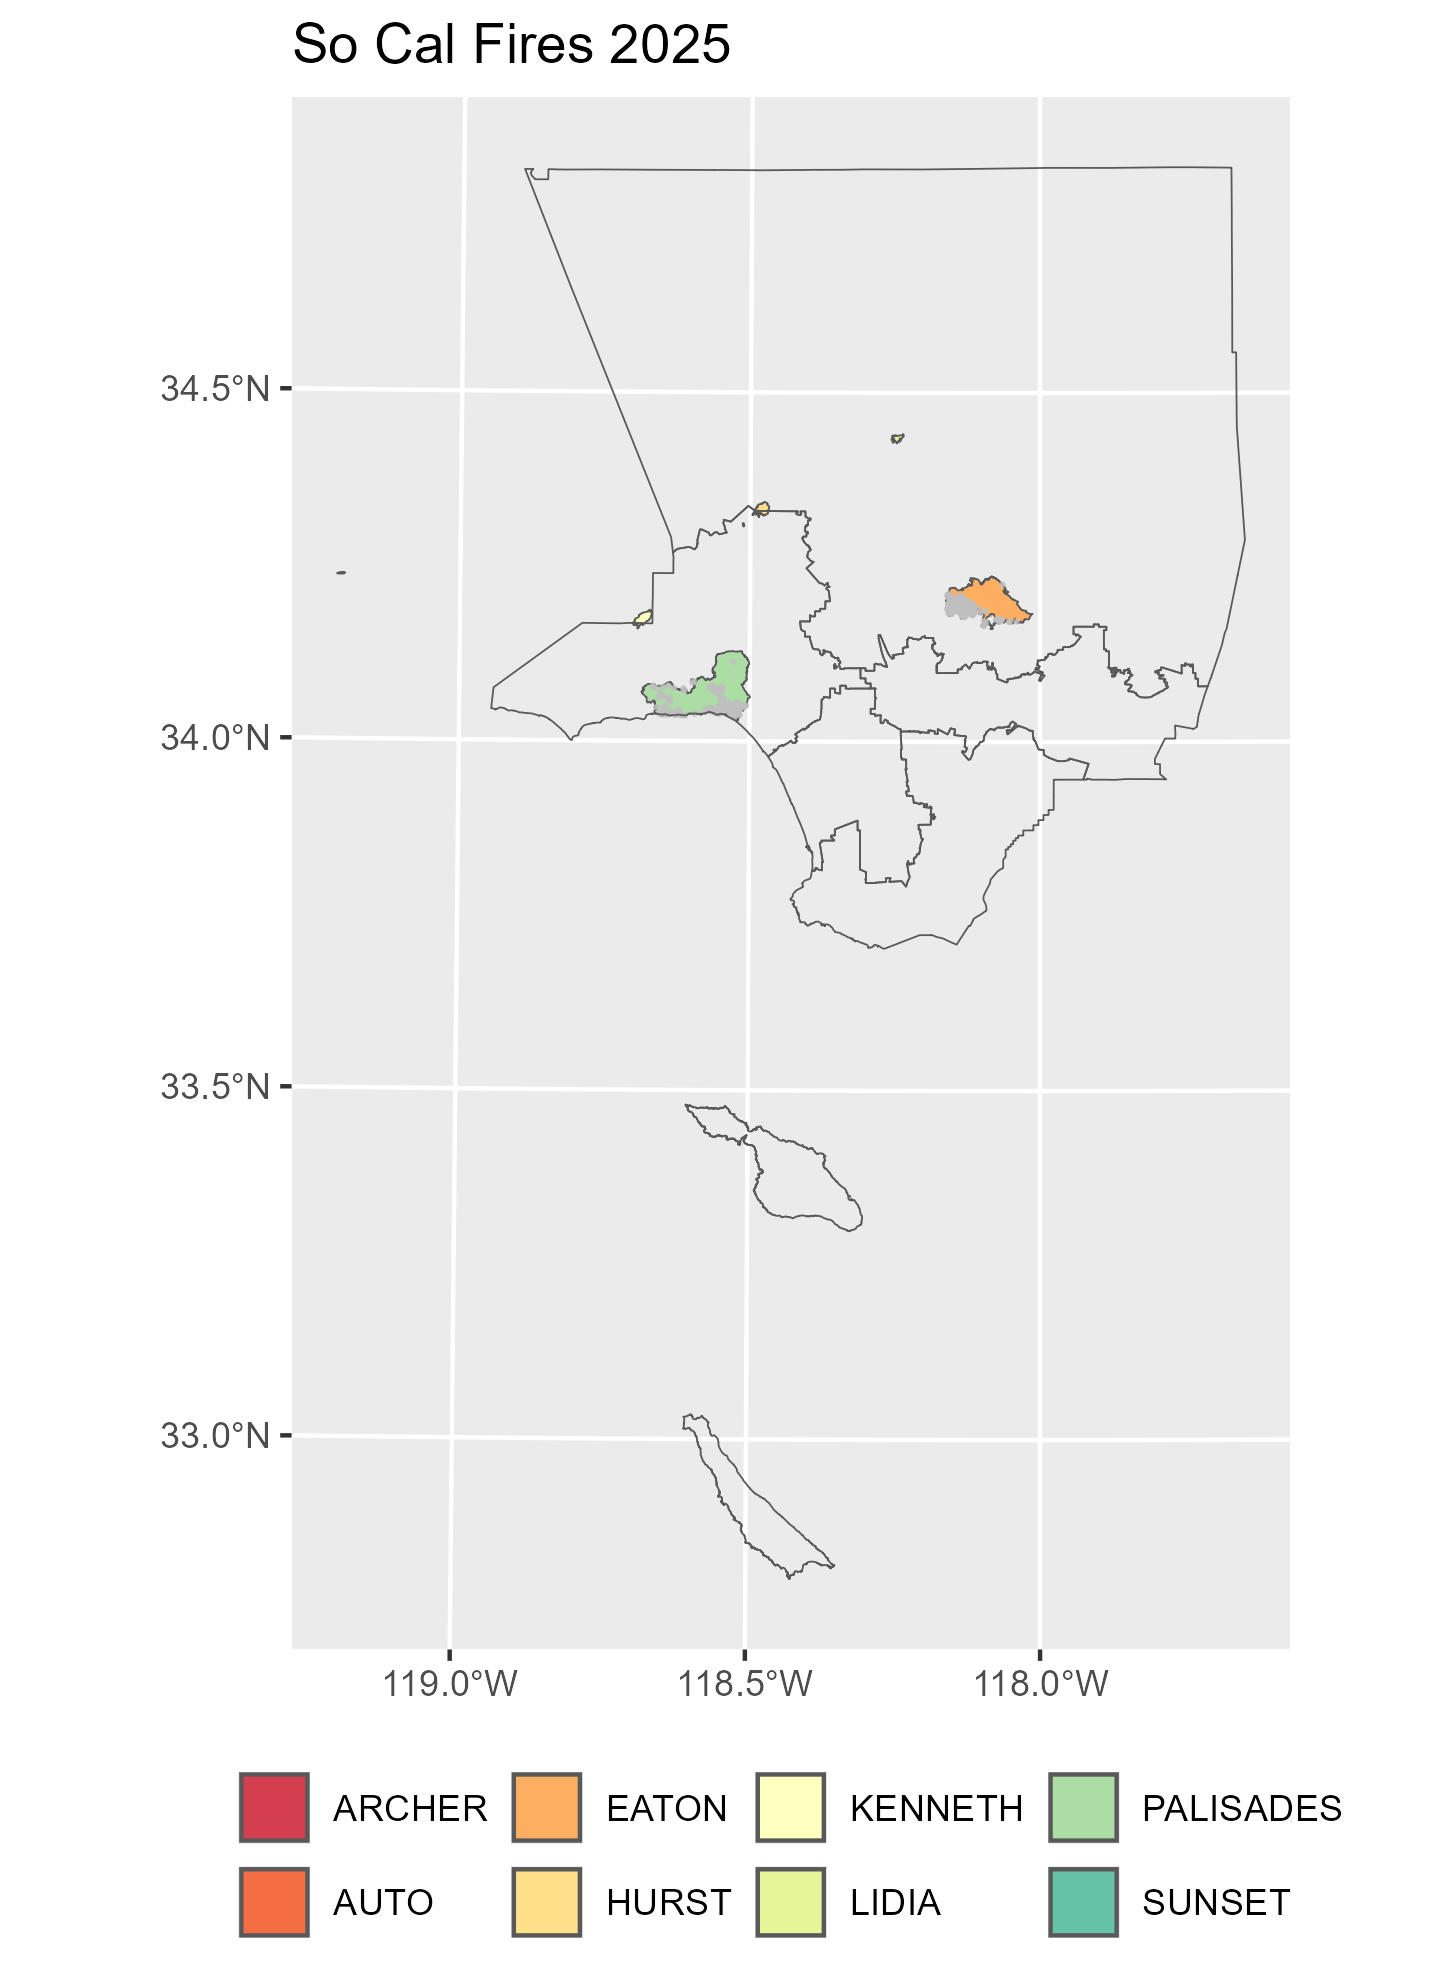 So Cal Fires 2025
34.5°N
34.0°N
33.5°N
33.0°N
119.0°W 118.5°W 118.0°W
ARCHER EATON KENNETH PALISADES
AUTO HURST LIDIA SUNSET